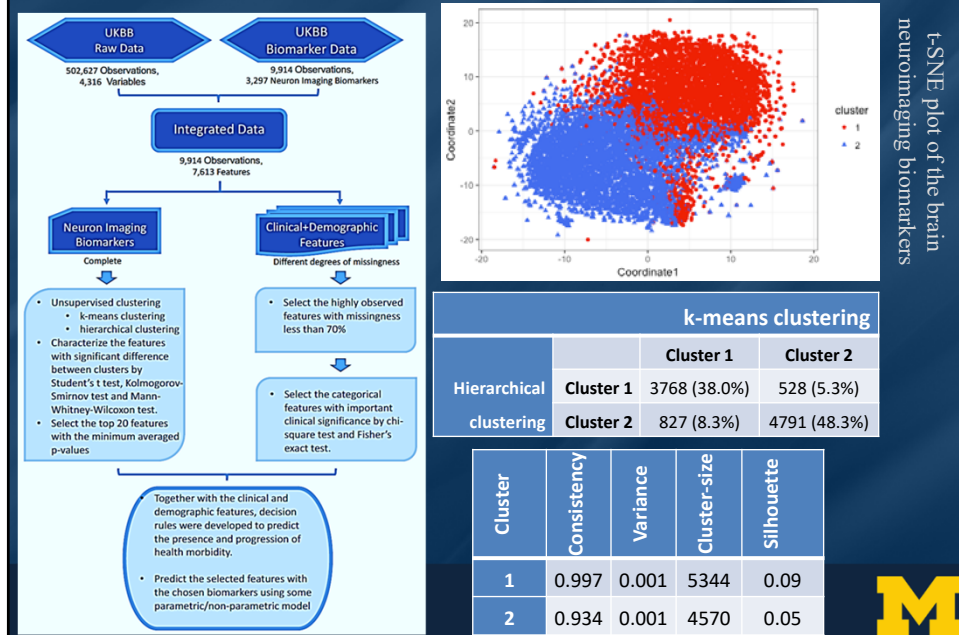 UKBB
Raw Data
UKBB
Biomarker Data
502,627 Observations,
4,316 Variables
9,914 Observations,
3,297 Neuron Imaging Biomarkers
Integrated Data
9,914 Observations,
7,613 Features
Neuron Imaging
Biomarkers
Complete
• Unsupervised clustering
• k-means clustering
• hierarchical clustering
• Characterize the features
with significant difference
between clusters by
Student's t test, Kolmogorov-
Smirnov test and Mann-
Whitney-Wilcoxon test.
• Select the top 20 features
with the minimum averaged
p-values
Clinical+Demographic
Features
Different degrees of missingness
• Select the highly observed
features with missingness
less than 70%
• Select the categorical
features with important
clinical significance by chi-
square test and Fisher's
exact test.
• Together with the clinical and
demographic features, decision
rules were developed to predict
the presence and progression of
health morbidity.
• Predict the selected features with
the chosen biomarkers using some
parametric/non-parametric model
Coordinate2
20
10
0
-10
-20
-20 -10 0 10 20
Coordinate1
cluster
1
2
t-SNE plot of the brain
neuroimaging biomarkers
k-means clustering
Cluster 1 Cluster 2
Hierarchical
clustering
Cluster 1 3768 (38.0%) 528 (5.3%)
Cluster 2 827 (8.3%) 4791 (48.3%)
Cluster Consistency Variance Cluster-size Silhouette
1 0.997 0.001 5344 0.09
2 0.934 0.001 4570 0.05
M